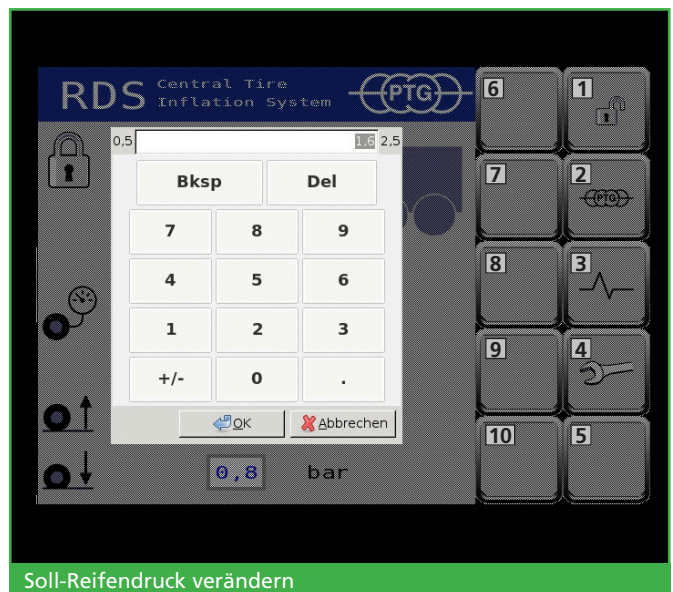 RDS Central Tire Inflation System PTG
0,5 1,6 2,5
Bksp Del
7 8 9
4 5 6
1 2 3
+/- 0 .
OK Abbrechen
0,8 bar
6 1
7 2 PTG
8 3
9 4
10 5
Soll-Reifendruck verändern